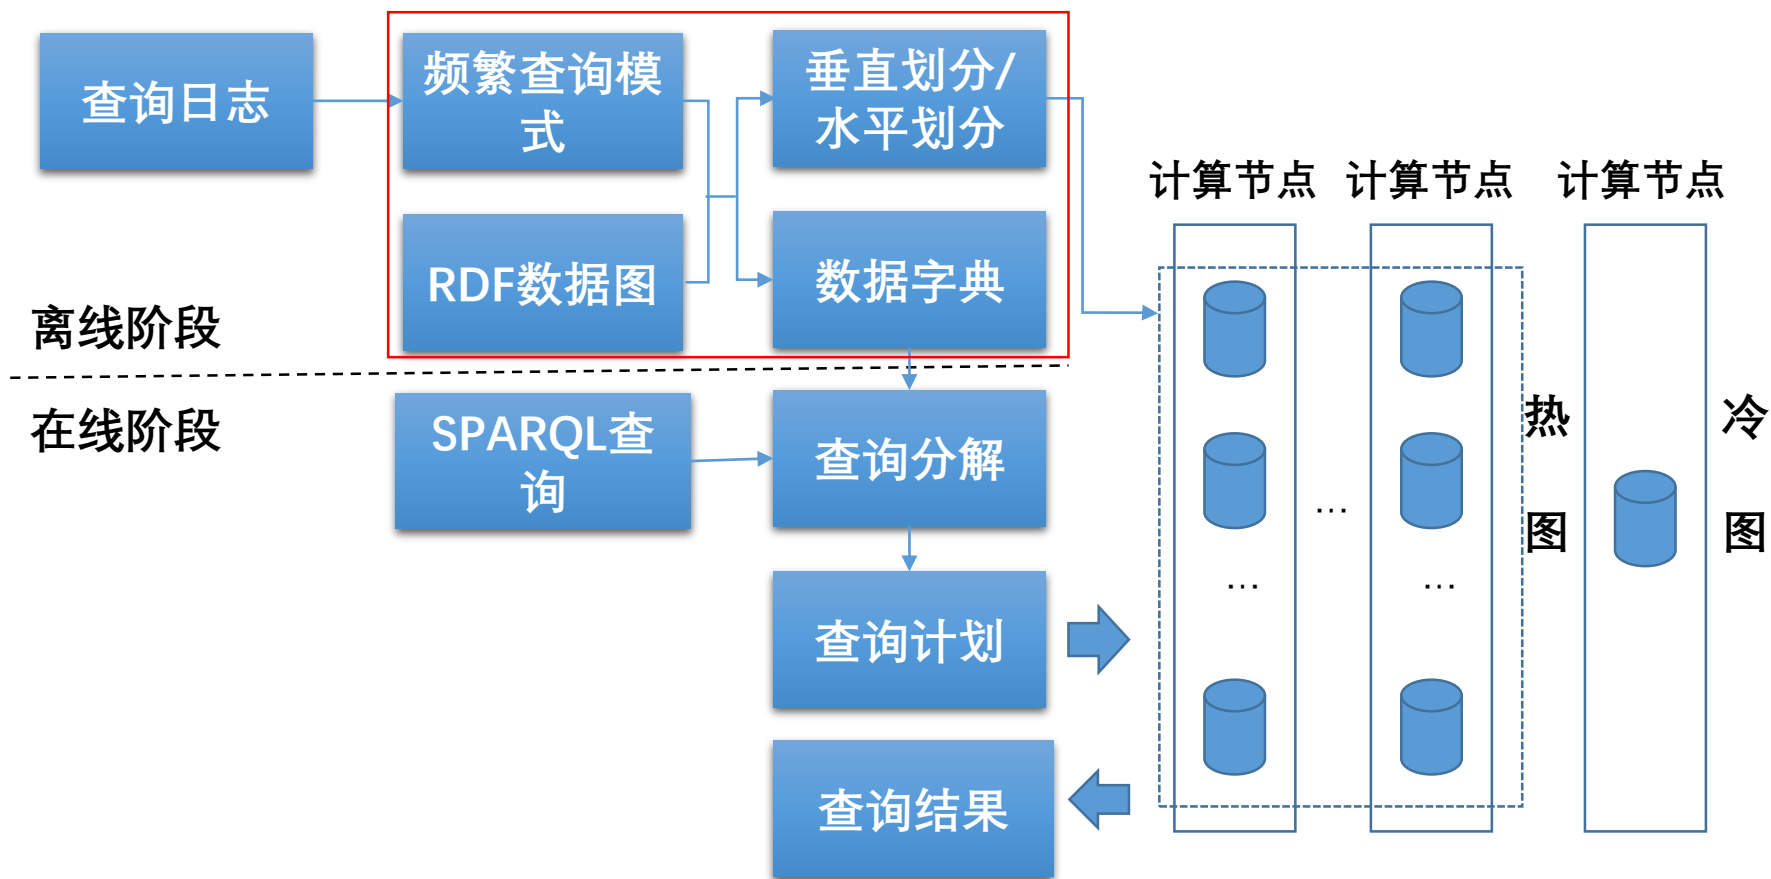 查询日志
频繁查询模
式
垂直划分/
水平划分
RDF数据图
数据字典
离线阶段
在线阶段
SPARQL查
询
查询分解
查询计划
查询结果
计算节点
计算节点
计算节点
…
…
…
热
图
冷
图